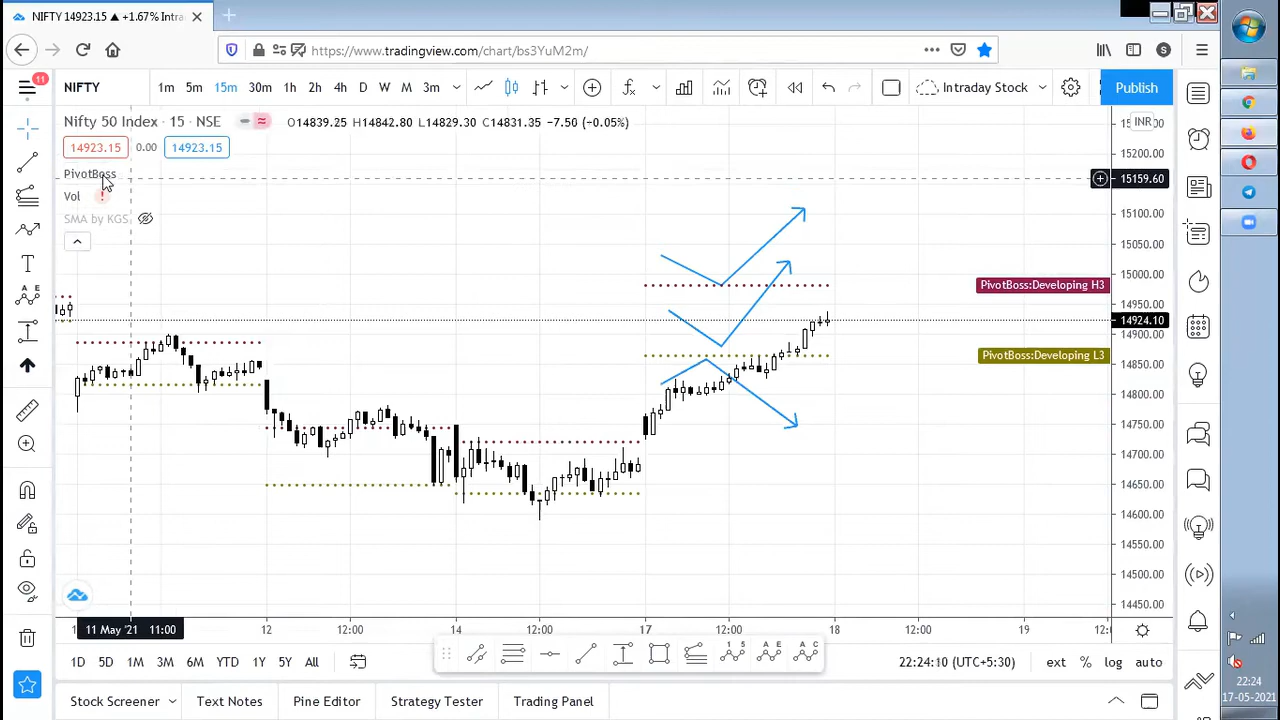 NIFTY 14923.15 ▲ +1.67% Intra
https://www.tradingview.com/chart/bs3YuM2m/
S
11
NIFTY
1m 5m 15m 30m 1h 2h 4h D W M 3m
Intraday Stock
Publish
Nifty 50 Index · 15 · NSE
O14839.25 H14842.80 L14829.30 C14831.35 −7.50 (−0.05%)
INR
14923.15 0.00 14923.15
15200.00
PivotBoss
15159.60
Vol
SMA by KGS
15100.00
15050.00
15000.00
PivotBoss:Developing H3
14950.00
14924.10
PivotBoss:Developing L3
14850.00
14800.00
14750.00
14700.00
14650.00
14600.00
14550.00
14500.00
14450.00
11 May '21 11:00
12 12:00 14 12:00 17 12:00 18 12:00 19
1D 5D 1M 3M 6M YTD 1Y 5Y All
22:24:10 (UTC+5:30) ext % log auto
Stock Screener Text Notes Pine Editor Strategy Tester Trading Panel
22:24
17-05-2021